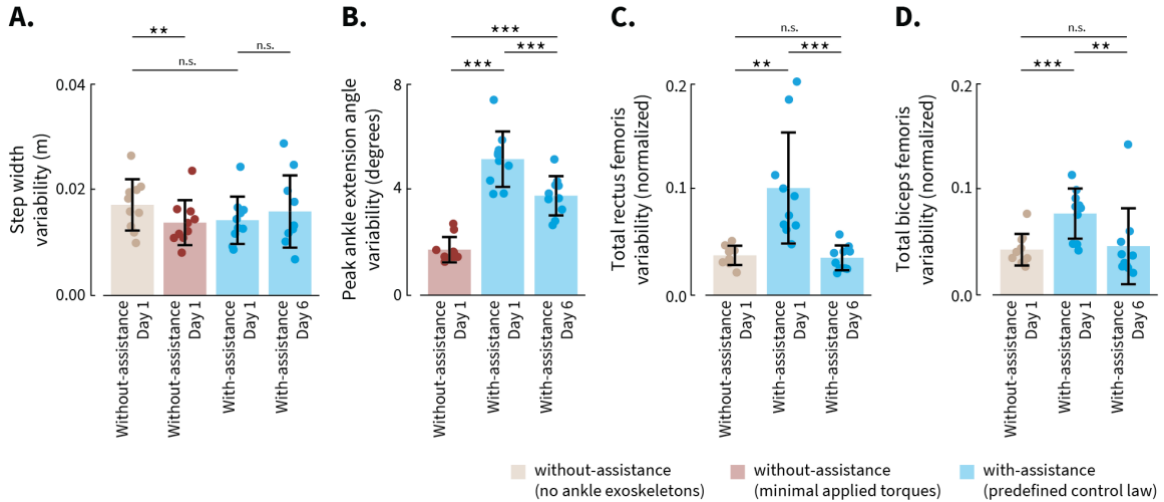 A.
**
n.s.
n.s.
Step width
variability (m)
0.04
0.02
0.00
Without-assistance
Day 1
Without-assistance
Day 1
With-assistance
Day 1
With-assistance
Day 6
B.
***
***
***
Peak ankle extension angle
variability (degrees)
8
4
0
Without-assistance
Day 1
With-assistance
Day 1
With-assistance
Day 6
C.
n.s.
***
**
Total rectus femoris
variability (normalized)
0.2
0.1
0.0
Without-assistance
Day 1
With-assistance
Day 1
With-assistance
Day 6
D.
n.s.
**
***
Total biceps femoris
variability (normalized)
0.2
0.1
0.0
Without-assistance
Day 1
With-assistance
Day 1
With-assistance
Day 6
without-assistance
(no ankle exoskeletons)
without-assistance
(minimal applied torques)
with-assistance
(predefined control law)